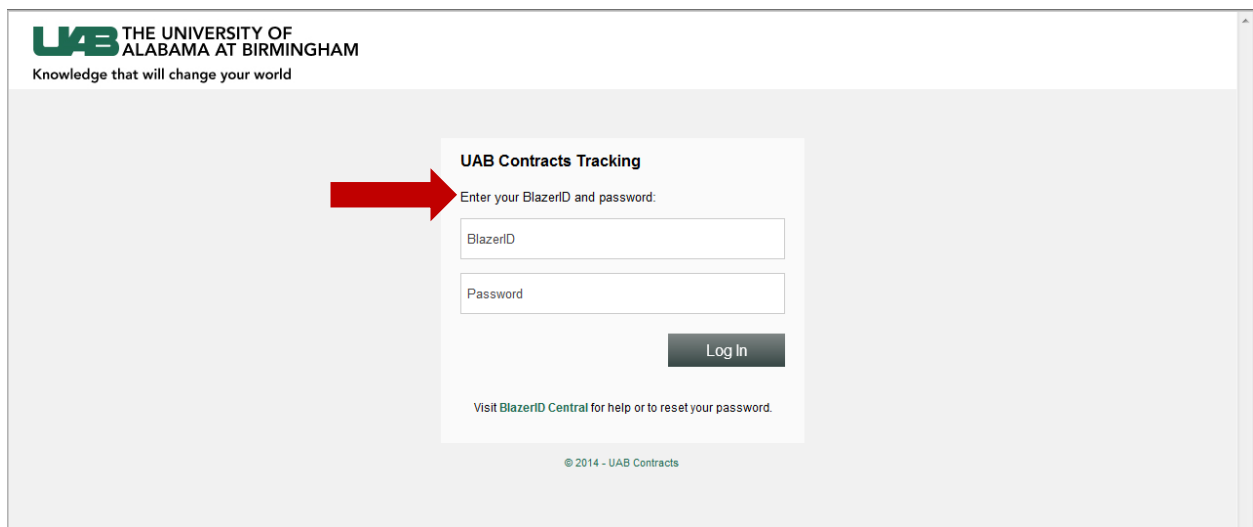 UAB THE UNIVERSITY OF
ALABAMA AT BIRMINGHAM
Knowledge that will change your world
UAB Contracts Tracking
Enter your BlazerID and password:
BlazerID
Password
Log In
Visit BlazerID Central for help or to reset your password.
© 2014 - UAB Contracts